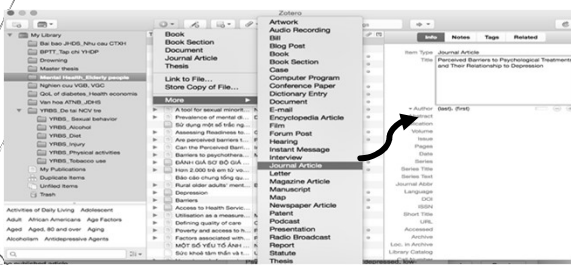 Zotero
My Library
Bai bao JHDS_Nhu cau CTXH
BPTT_Tap chi YHDP
Drowning
Master thesis
Mental Health_Elderly people
Nghien cuu VGB, VGC
QoL of diabetes_Health economis
Van hoa ATNB_JDHS
YRBS_De tai NCV tre
YRBS_ Sexual behavior
YRBS_Alcohol
YRBS_Diet
YRBS_Injury
YRBS_Physical activities
YRBS_Tobacco use
My Publications
Duplicate Items
Unfiled Items
Trash
Activities of Daily Living Adolescent
Adult African Americans Age Factors
Aged Aged, 80 and over Aging
Alcoholism Antidepressive Agents
Book
Book Section
Document
Journal Article
Thesis
Link to File...
Store Copy of File...
More
A tool for sexual minorit...
Prevalence of mental di...
Sử dụng một số trắc ng...
Assessing Readiness to...
Are perceived barriers t...
Can the Perceived Barri...
Barriers to psychothera...
ĐÁNH GIÁ SƠ BỘ GIÁ...
Hơn 2.000 trẻ em tử vo...
Báo cáo chung tổng qu...
Rural older adults' ment...
Depression
Barriers
Access to Health Servic...
Utilisation as a measure...
Validation of caring of...
Poverty and access to h...
Factors associated with...
MỘT SỐ YẾU TỐ ẢNH...
Sức khoẻ tâm thần và t...
Artwork
Audio Recording
Bill
Blog Post
Book
Book Section
Case
Computer Program
Conference Paper
Dictionary Entry
Document
E-mail
Encyclopedia Article
Film
Forum Post
Hearing
Instant Message
Interview
Journal Article
Letter
Magazine Article
Manuscript
Map
Newspaper Article
Patent
Podcast
Presentation
Radio Broadcast
Report
Statute
Thesis
Info Notes Tags Related
Item Type Journal Article
Title Perceived Barriers to Psychological Treatments
and Their Relationship to Depression
Author (last), (first)
Volume
Issue
Pages
Date
Series
Series Title
Series Text
Journal Abbr
Language
DOI
ISSN
Short Title
URL
Accessed
Archive
Loc. in Archive
Library Catalog